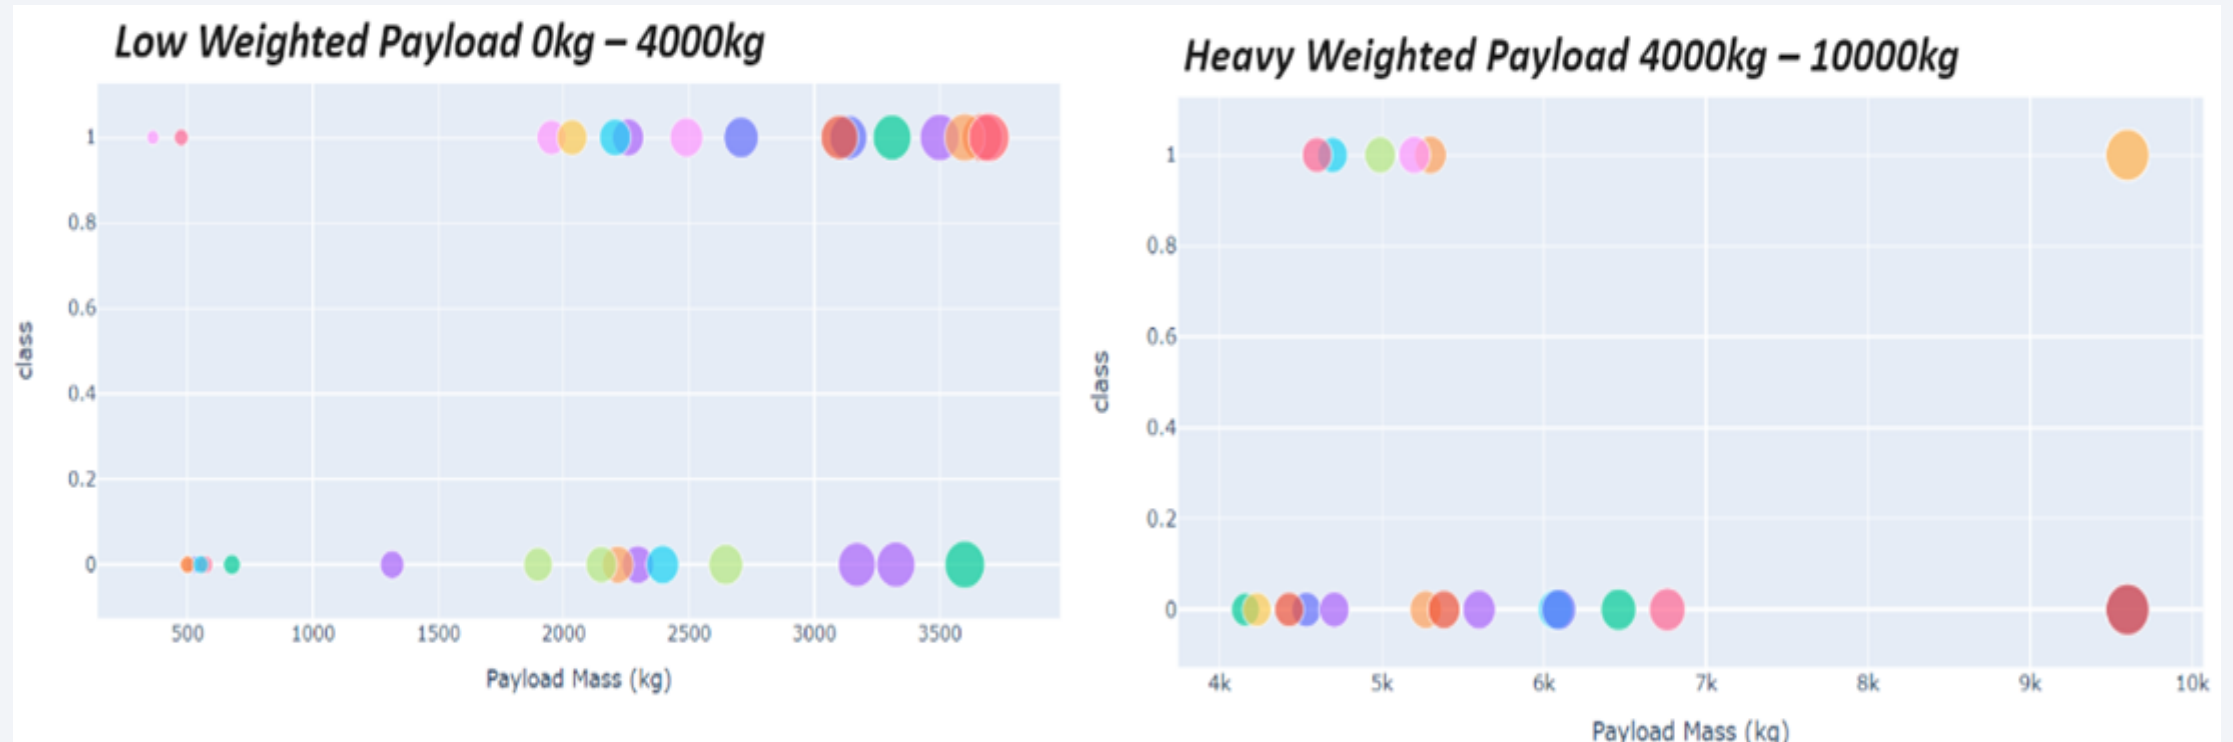 Low Weighted Payload 0kg – 4000kg
1
0.8
0.6
0.4
0.2
0
class
500 1000 1500 2000 2500 3000 3500
Payload Mass (kg)
Heavy Weighted Payload 4000kg – 10000kg
1
0.8
0.6
0.4
0.2
0
class
4k 5k 6k 7k 8k 9k 10k
Payload Mass (kg)